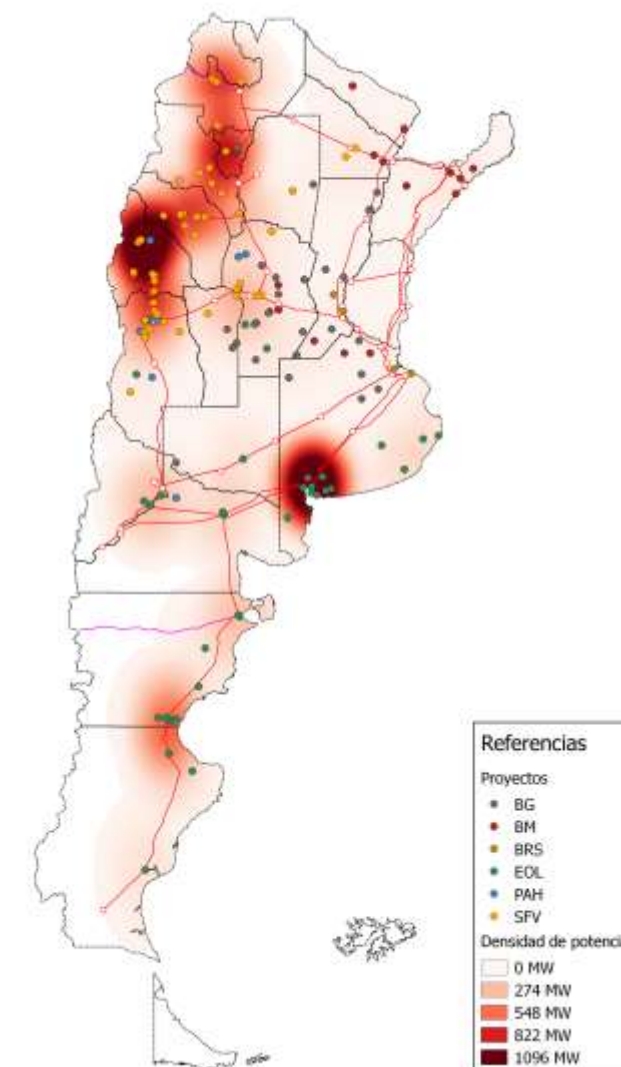 Referencias
Proyectos
BG
BM
BRS
EOL
PAH
SFV
Densidad de potencia
0 MW
274 MW
548 MW
822 MW
1096 MW